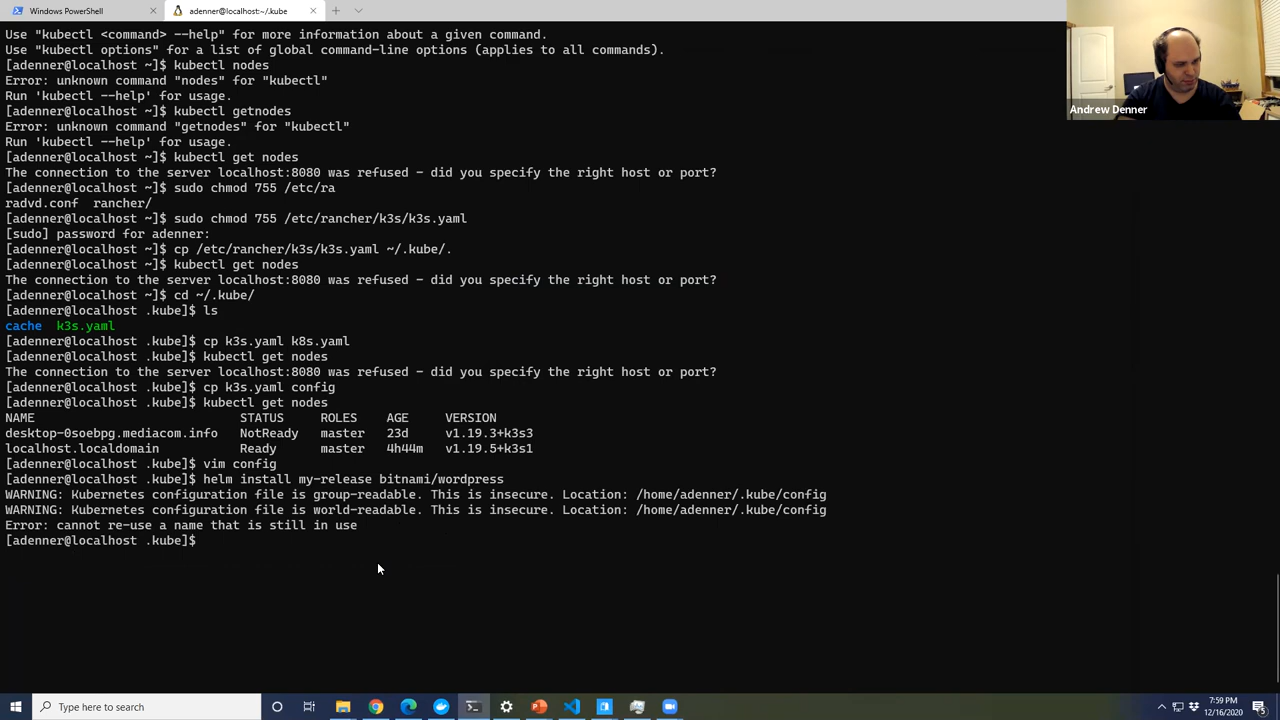 Windows PowerShell
adenner@localhost:~/.kube
Use "kubectl <command> --help" for more information about a given command.
Use "kubectl options" for a list of global command-line options (applies to all commands).
[adenner@localhost ~]$ kubectl nodes
Error: unknown command "nodes" for "kubectl"
Run 'kubectl --help' for usage.
[adenner@localhost ~]$ kubectl getnodes
Error: unknown command "getnodes" for "kubectl"
Run 'kubectl --help' for usage.
[adenner@localhost ~]$ kubectl get nodes
The connection to the server localhost:8080 was refused - did you specify the right host or port?
[adenner@localhost ~]$ sudo chmod 755 /etc/ra
radvd.conf  rancher/
[adenner@localhost ~]$ sudo chmod 755 /etc/rancher/k3s/k3s.yaml
[sudo] password for adenner:
[adenner@localhost ~]$ cp /etc/rancher/k3s/k3s.yaml ~/.kube/.
[adenner@localhost ~]$ kubectl get nodes
The connection to the server localhost:8080 was refused - did you specify the right host or port?
[adenner@localhost ~]$ cd ~/.kube/
[adenner@localhost .kube]$ ls
cache  k3s.yaml
[adenner@localhost .kube]$ cp k3s.yaml k8s.yaml
[adenner@localhost .kube]$ kubectl get nodes
The connection to the server localhost:8080 was refused - did you specify the right host or port?
[adenner@localhost .kube]$ cp k3s.yaml config
[adenner@localhost .kube]$ kubectl get nodes
NAME STATUS ROLES AGE VERSION
desktop-0soebpg.mediacom.info NotReady master 23d v1.19.3+k3s3
localhost.localdomain Ready master 4h44m v1.19.5+k3s1
[adenner@localhost .kube]$ vim config
[adenner@localhost .kube]$ helm install my-release bitnami/wordpress
WARNING: Kubernetes configuration file is group-readable. This is insecure. Location: /home/adenner/.kube/config
WARNING: Kubernetes configuration file is world-readable. This is insecure. Location: /home/adenner/.kube/config
Error: cannot re-use a name that is still in use
[adenner@localhost .kube]$
Andrew Denner
Type here to search
7:59 PM
12/16/2020